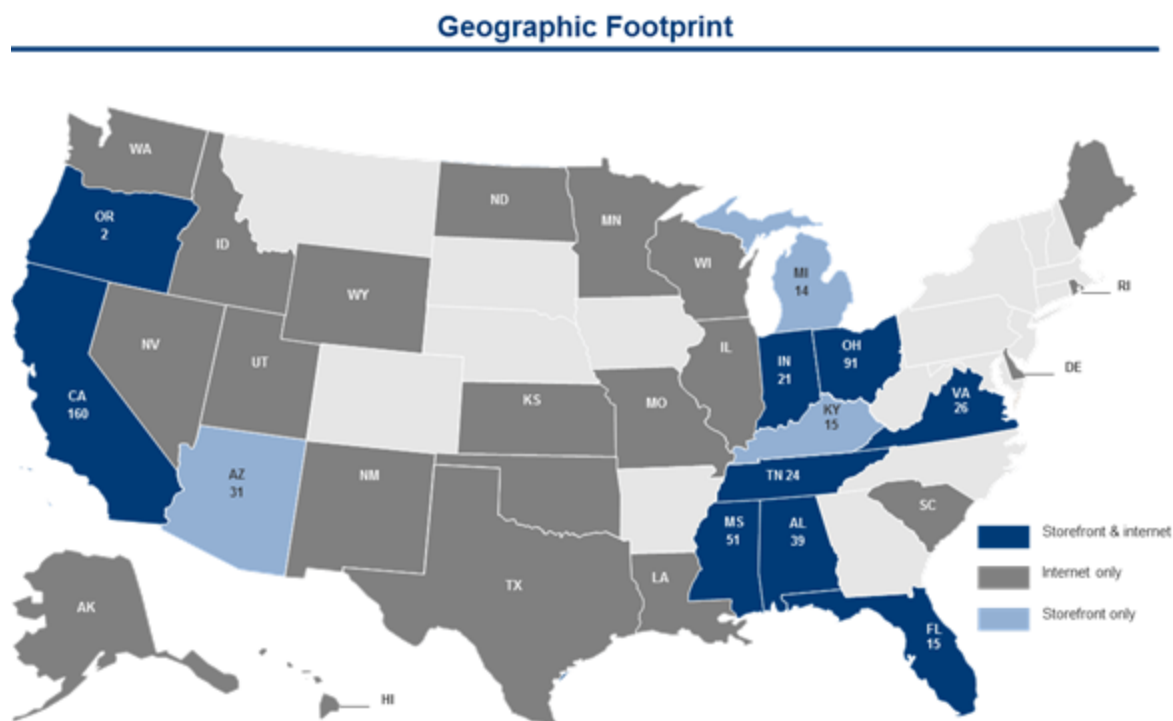 Geographic Footprint
WA
OR
2
ID
ND
MN
WI
MI
14
WY
NV
UT
CA
160
AZ
31
NM
KS
MO
IL
IN
21
OH
91
KY
15
VA
26
TN 24
MS
51
AL
39
SC
LA
TX
FL
15
RI
DE
AK
HI
Storefront & internet
Internet only
Storefront only